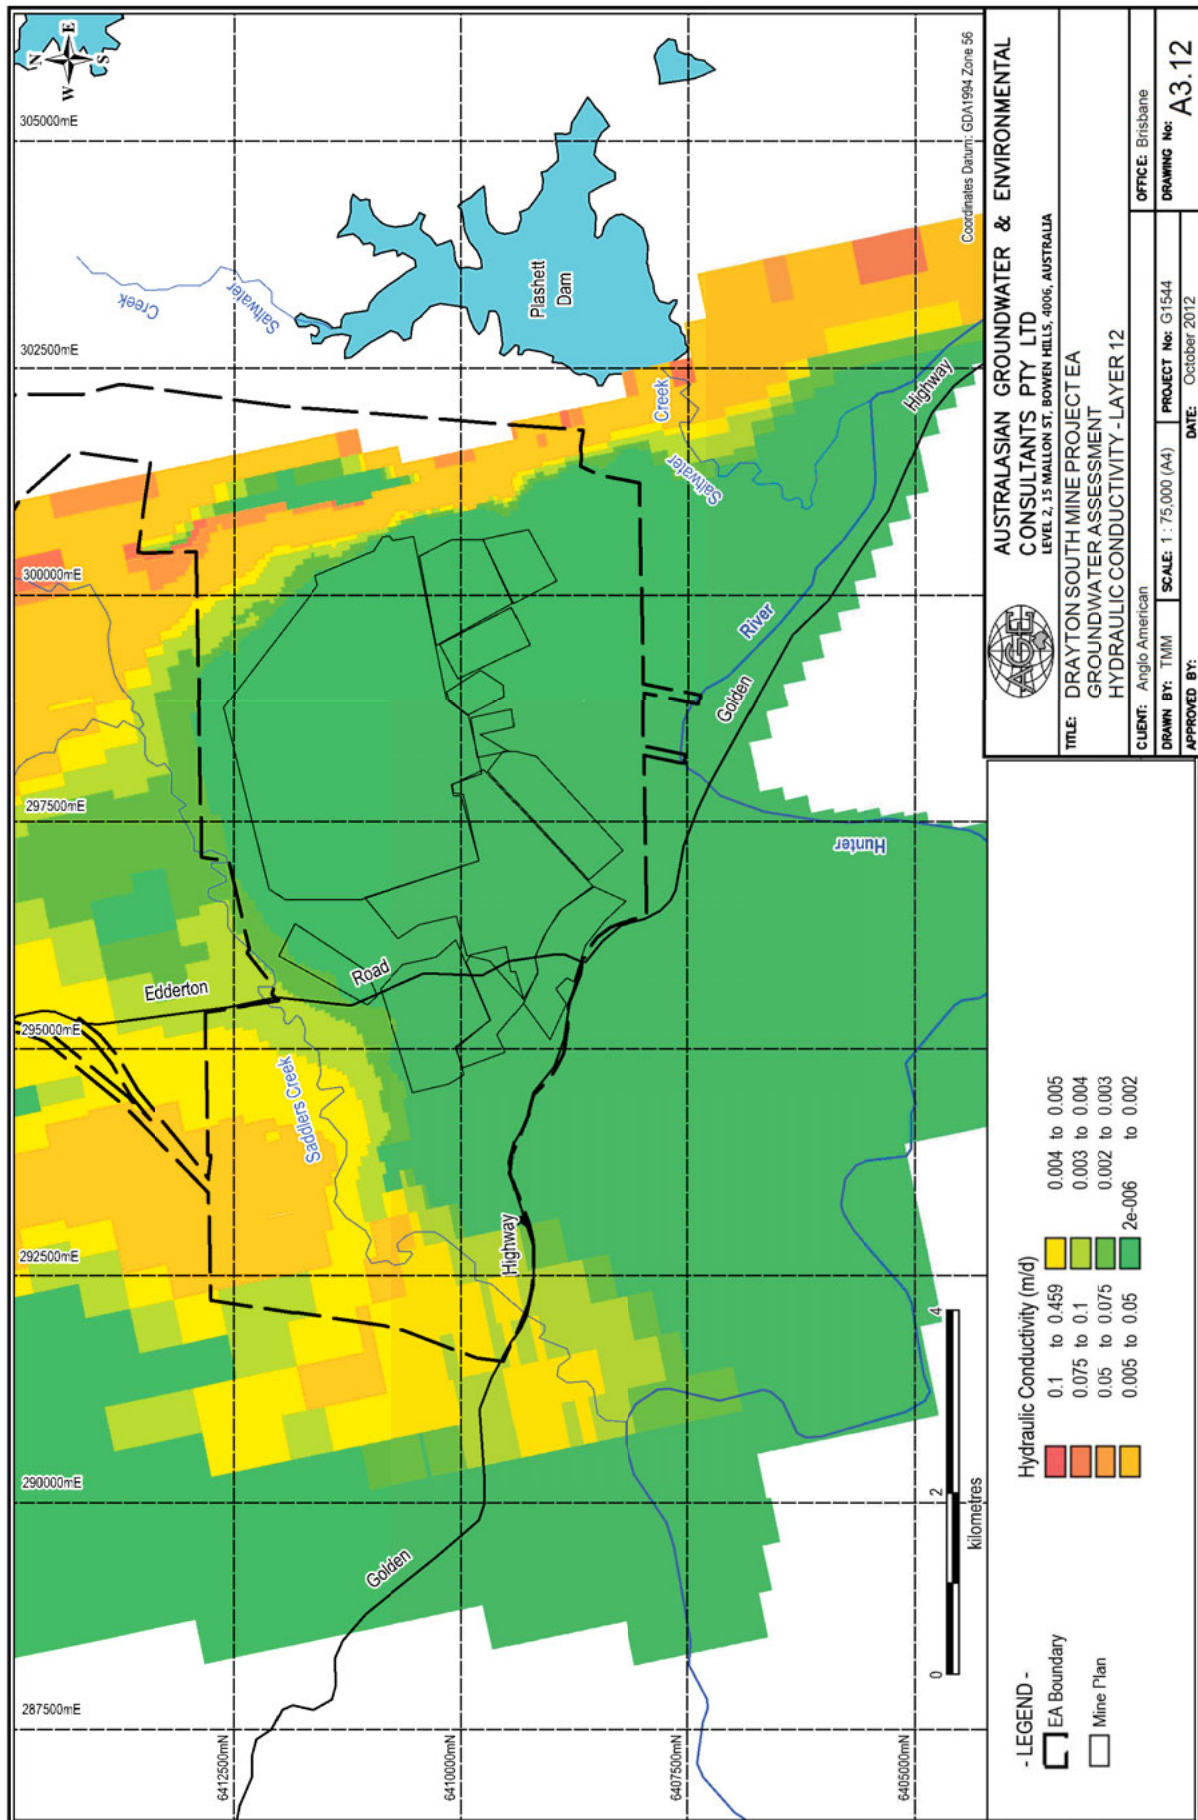 N
E
S
W
287500mE
290000mE
292500mE
295000mE
297500mE
300000mE
302500mE
305000mE
6412500mN
6410000mN
6407500mN
6405000mN
Edderton
Road
Saddlers Creek
Saltwater
Creek
Plashett
Dam
Saltwater
Creek
Golden
Highway
Golden
Highway
Hunter
River
Coordinates Datum: GDA1994 Zone 56
0
2
4
kilometres
- LEGEND -
EA Boundary
Mine Plan
Hydraulic Conductivity (m/d)
0.1 to 0.459
0.075 to 0.1
0.05 to 0.075
0.005 to 0.05
0.004 to 0.005
0.003 to 0.004
0.002 to 0.003
2e-006 to 0.002
AGE
AUSTRALASIAN GROUNDWATER & ENVIRONMENTAL
CONSULTANTS PTY LTD
LEVEL 2, 15 MALLON ST, BOWEN HILLS, 4006, AUSTRALIA
TITLE: DRAYTON SOUTH MINE PROJECT EA
GROUNDWATER ASSESSMENT
HYDRAULIC CONDUCTIVITY - LAYER 12
CLIENT: Anglo American
OFFICE: Brisbane
DRAWN BY: TMM
SCALE: 1 : 75,000 (A4)
PROJECT No: G1544
DRAWING No:
A3.12
APPROVED BY:
DATE: October 2012